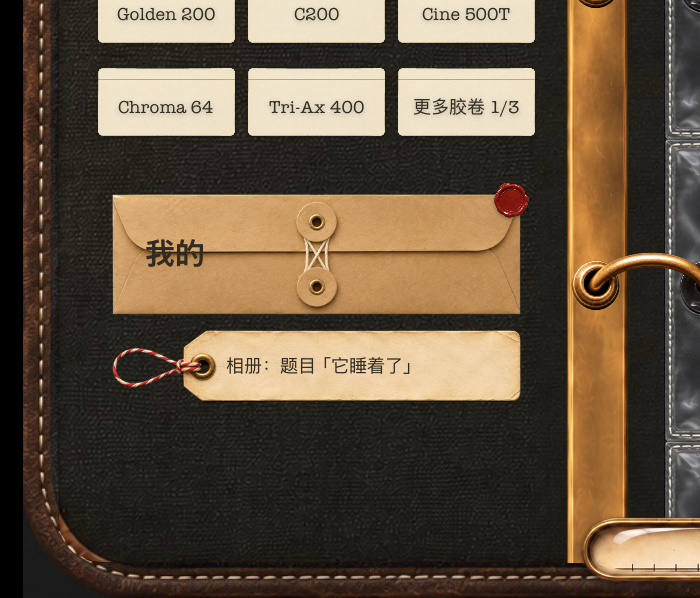 Golden 200
C200
Cine 500T
Chroma 64
Tri-Ax 400
更多胶卷 1/3
我的
相册：题目「它睡着了」